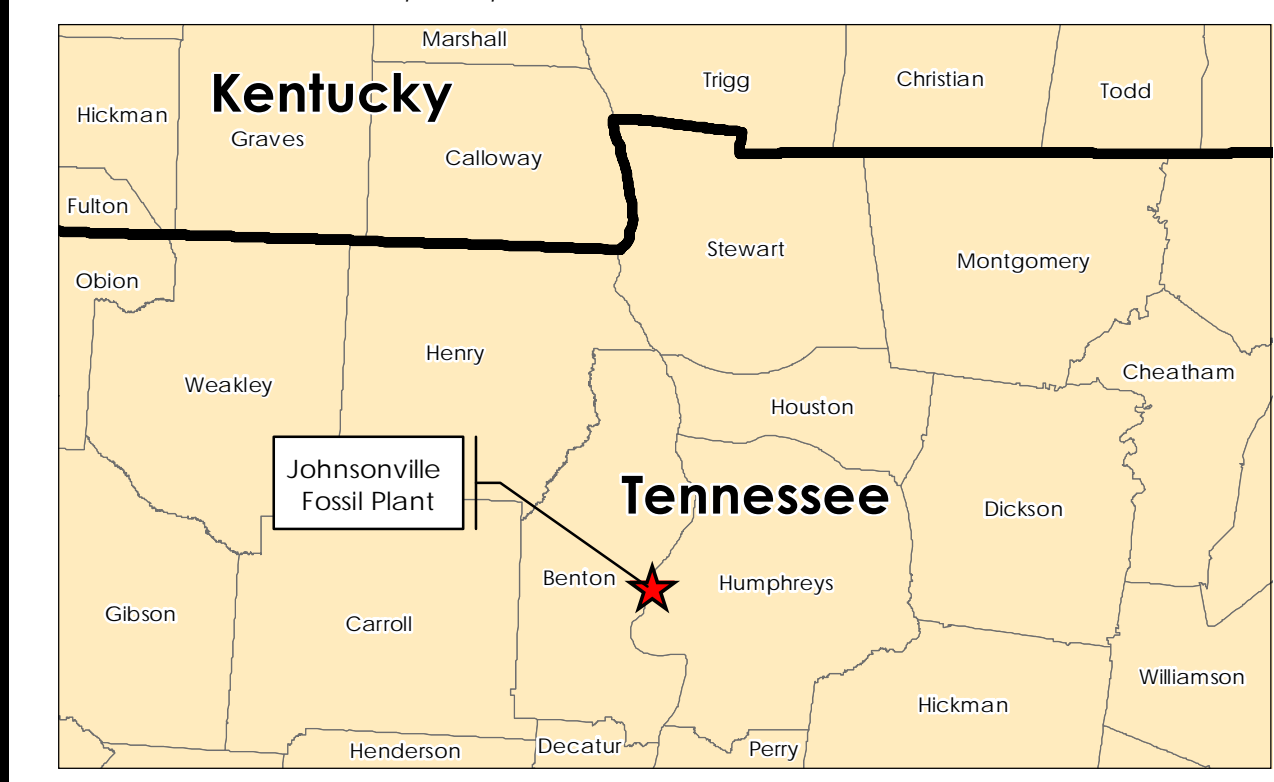 Marshall
Trigg
Christian
Todd
Kentucky
Hickman
Graves
Calloway
Fulton
Stewart
Montgomery
Obion
Henry
Weakley
Cheatham
Houston
Johnsonville
Fossil Plant
Tennessee
Dickson
Benton
Humphreys
Gibson
Carroll
Williamson
Hickman
Henderson
Decatur
Perry